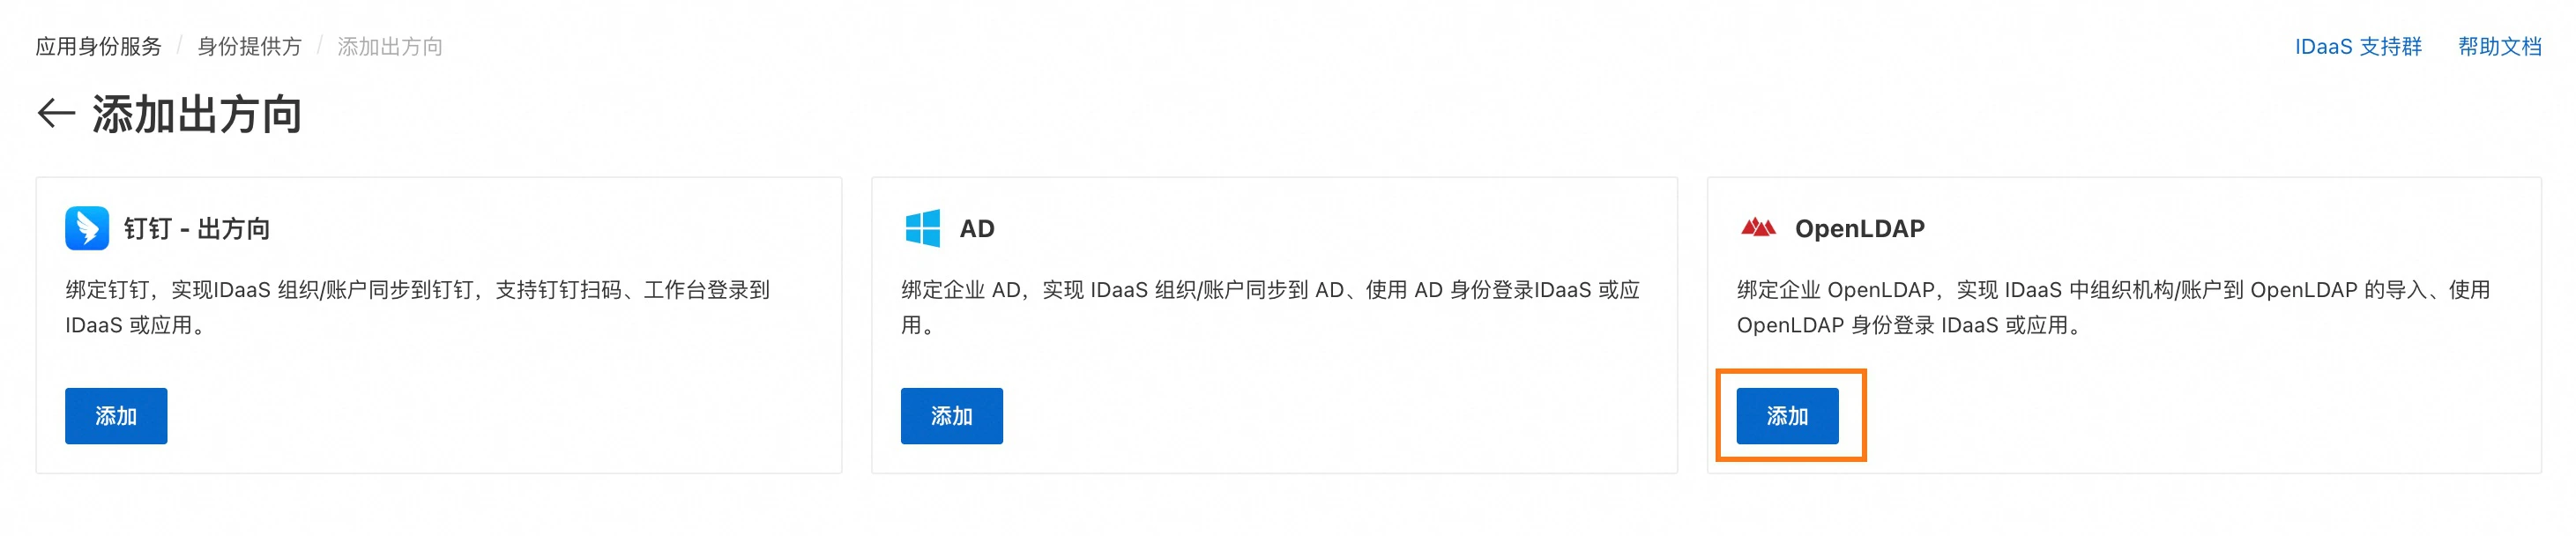 应用身份服务 / 身份提供方 / 添加出方向
IDaaS 支持群 帮助文档
← 添加出方向
钉钉 - 出方向
绑定钉钉，实现IDaaS 组织/账户同步到钉钉，支持钉钉扫码、工作台登录到
IDaaS 或应用。
添加
AD
绑定企业 AD，实现 IDaaS 组织/账户同步到 AD、使用 AD 身份登录IDaaS 或应
用。
添加
OpenLDAP
绑定企业 OpenLDAP，实现 IDaaS 中组织机构/账户到 OpenLDAP 的导入、使用
OpenLDAP 身份登录 IDaaS 或应用。
添加